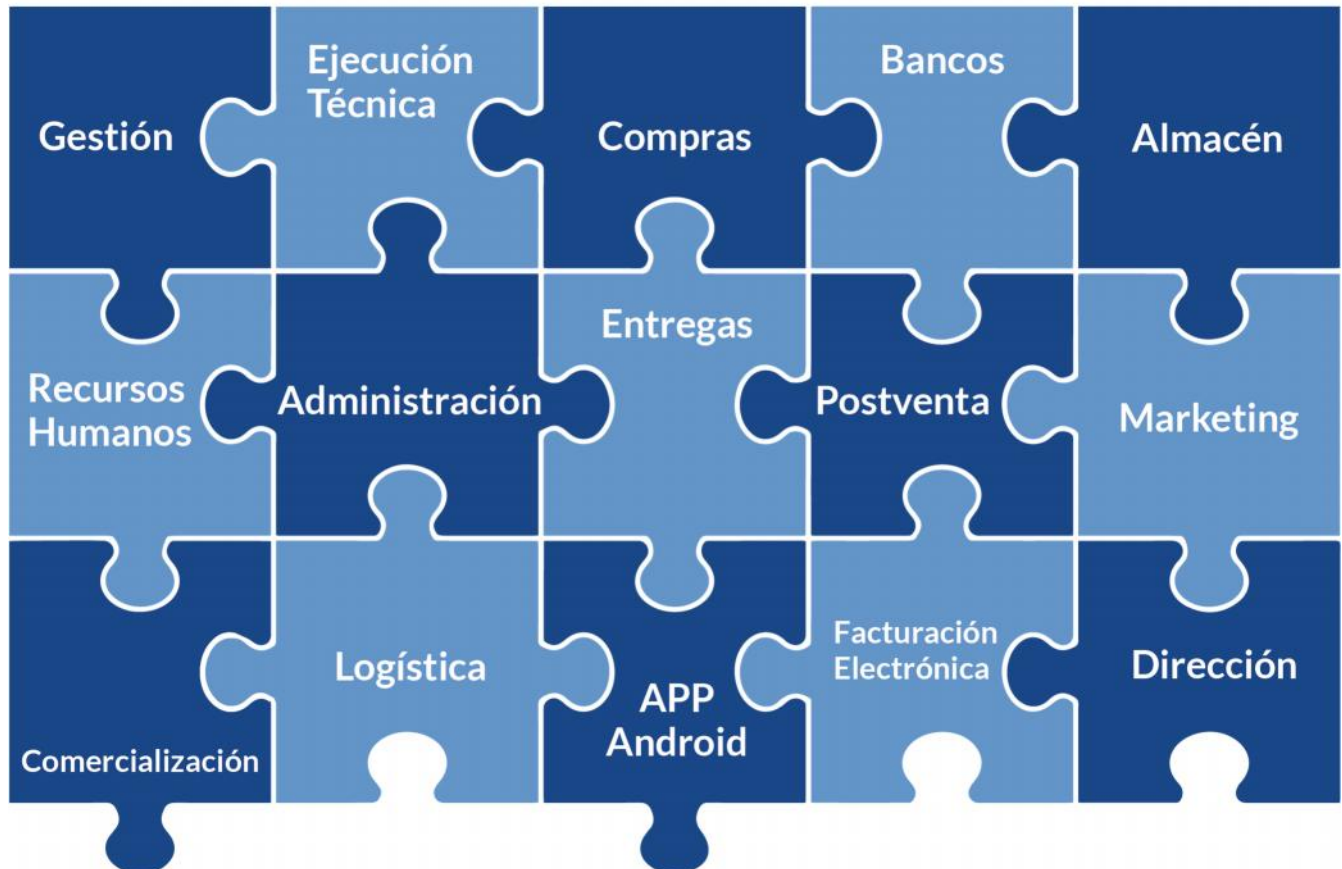 Gestión
Ejecución
Técnica
Compras
Bancos
Almacén
Recursos
Humanos
Administración
Entregas
Postventa
Marketing
Comercialización
Logística
APP
Android
Facturación
Electrónica
Dirección